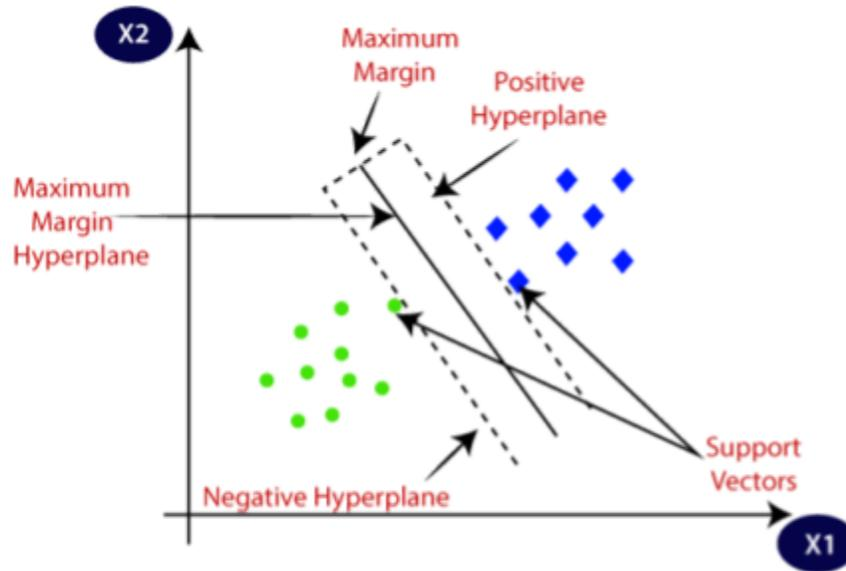 X2
Maximum
Margin
Positive
Hyperplane
Maximum
Margin
Hyperplane
Support
Vectors
Negative Hyperplane
X1